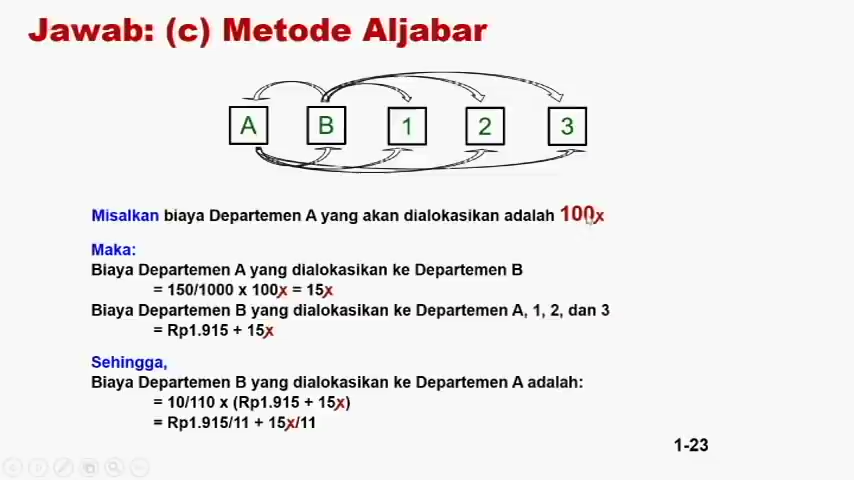 Jawab: (c) Metode Aljabar
A B 1 2 3
Misalkan biaya Departemen A yang akan dialokasikan adalah 100x
Maka:
Biaya Departemen A yang dialokasikan ke Departemen B
= 150/1000 x 100x = 15x
Biaya Departemen B yang dialokasikan ke Departemen A, 1, 2, dan 3
= Rp1.915 + 15x
Sehingga,
Biaya Departemen B yang dialokasikan ke Departemen A adalah:
= 10/110 x (Rp1.915 + 15x)
= Rp1.915/11 + 15x/11
1-23